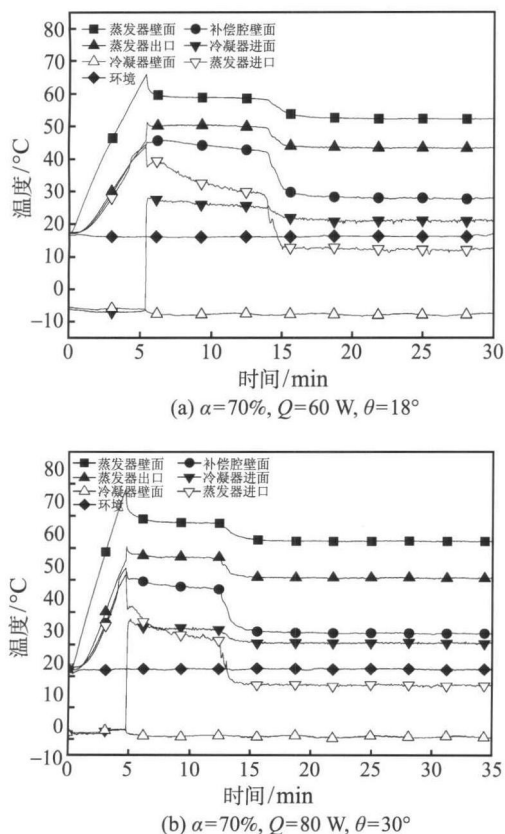 80
70
60
50
40
30
20
10
0
−10
温度/°C
蒸发器壁面 补偿腔壁面
蒸发器出口 冷凝器进面
冷凝器壁面 蒸发器进口
环境
0 5 10 15 20 25 30
时间/min
(a) α=70%, Q=60 W, θ=18°
80
70
60
50
40
30
20
10
0
−10
温度/°C
蒸发器壁面 补偿腔壁面
蒸发器出口 冷凝器进面
冷凝器壁面 蒸发器进口
环境
0 5 10 15 20 25 30 35
时间/min
(b) α=70%, Q=80 W, θ=30°